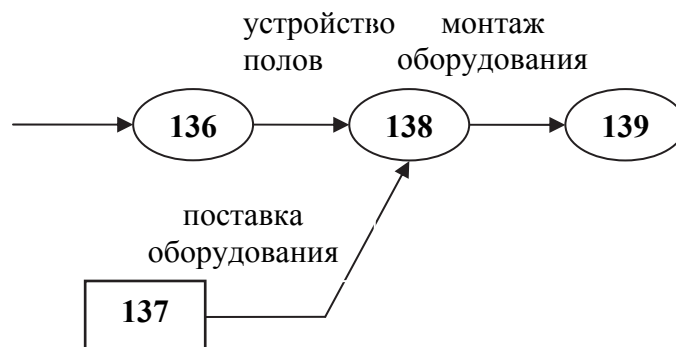 устройство
полов
монтаж
оборудования
136
138
139
поставка
оборудования
137